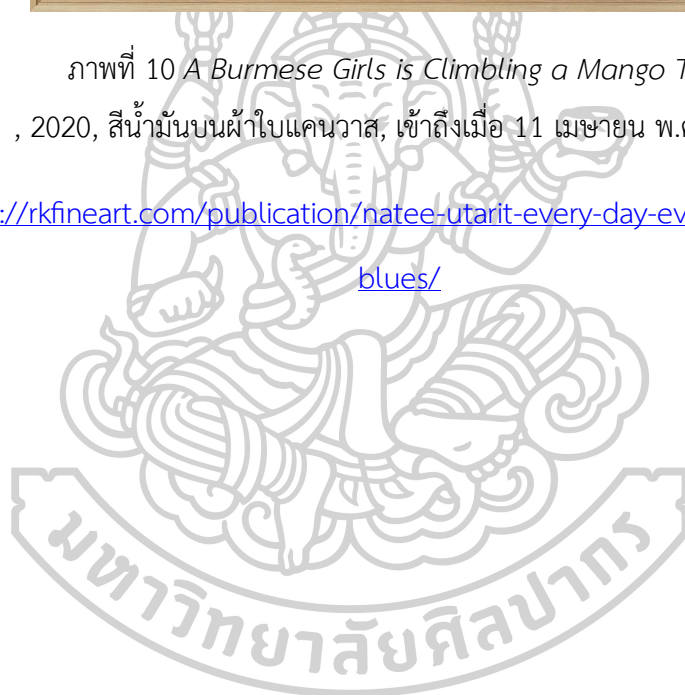 ภาพที่ 10 A Burmese Girls is Climbling a Mango T
, 2020, สีน้ำมันบนผ้าใบแคนวาส, เข้าถึงเมื่อ 11 เมษายน พ.ศ
://rkfineart.com/publication/natee-utarit-every-day-ev
blues/
มหาวิทยาลัยศิลปากร